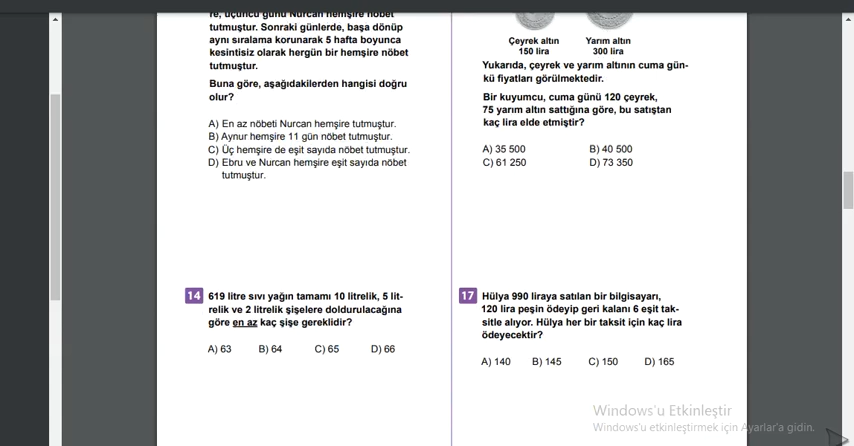 re, üçüncü günü Nurcan hemşire nöbet
tutmuştur. Sonraki günlerde, başa dönüp
aynı sıralama korunarak 5 hafta boyunca
kesintisiz olarak hergün bir hemşire nöbet
tutmuştur.
Buna göre, aşağıdakilerden hangisi doğru
olur?
A) En az nöbeti Nurcan hemşire tutmuştur.
B) Aynur hemşire 11 gün nöbet tutmuştur.
C) Üç hemşire de eşit sayıda nöbet tutmuştur.
D) Ebru ve Nurcan hemşire eşit sayıda nöbet
tutmuştur.
14 619 litre sıvı yağın tamamı 10 litrelik, 5 lit-
relik ve 2 litrelik şişelere doldurulacağına
göre en az kaç şişe gereklidir?
A) 63 B) 64 C) 65 D) 66
Çeyrek altın Yarım altın
150 lira 300 lira
Yukarıda, çeyrek ve yarım altının cuma gün-
kü fiyatları görülmektedir.
Bir kuyumcu, cuma günü 120 çeyrek,
75 yarım altın sattığına göre, bu satıştan
kaç lira elde etmiştir?
A) 35 500 B) 40 500
C) 61 250 D) 73 350
17 Hülya 990 liraya satılan bir bilgisayarı,
120 lira peşin ödeyip geri kalanı 6 eşit tak-
sitle alıyor. Hülya her bir taksit için kaç lira
ödeyecektir?
A) 140 B) 145 C) 150 D) 165
Windows'u Etkinleştir
Windows'u etkinleştirmek için Ayarlar'a gidin.